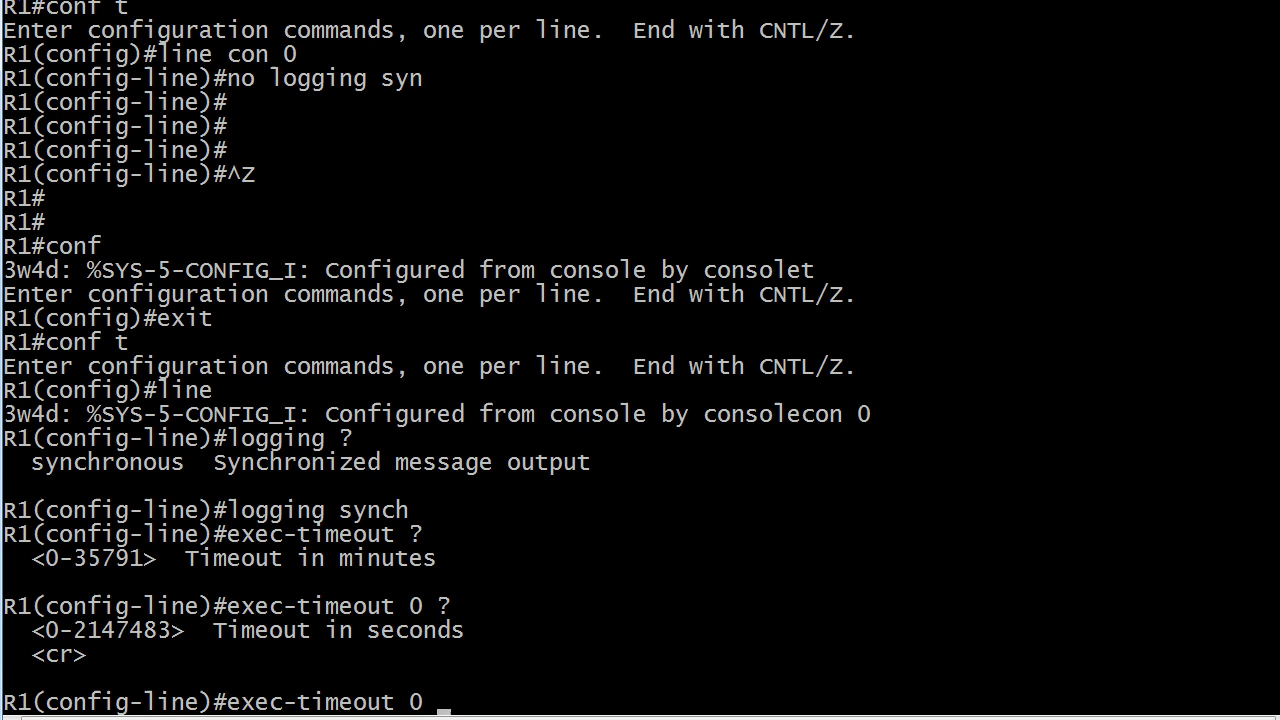 R1#conf t
Enter configuration commands, one per line.  End with CNTL/Z.
R1(config)#line con 0
R1(config-line)#no logging syn
R1(config-line)#
R1(config-line)#
R1(config-line)#
R1(config-line)#^Z
R1#
R1#
R1#conf
3w4d: %SYS-5-CONFIG_I: Configured from console by consolet
Enter configuration commands, one per line.  End with CNTL/Z.
R1(config)#exit
R1#conf t
Enter configuration commands, one per line.  End with CNTL/Z.
R1(config)#line
3w4d: %SYS-5-CONFIG_I: Configured from console by consolecon 0
R1(config-line)#logging ?
  synchronous  Synchronized message output
R1(config-line)#logging synch
R1(config-line)#exec-timeout ?
  <0-35791>  Timeout in minutes
R1(config-line)#exec-timeout 0 ?
  <0-2147483>  Timeout in seconds
  <cr>
R1(config-line)#exec-timeout 0 _